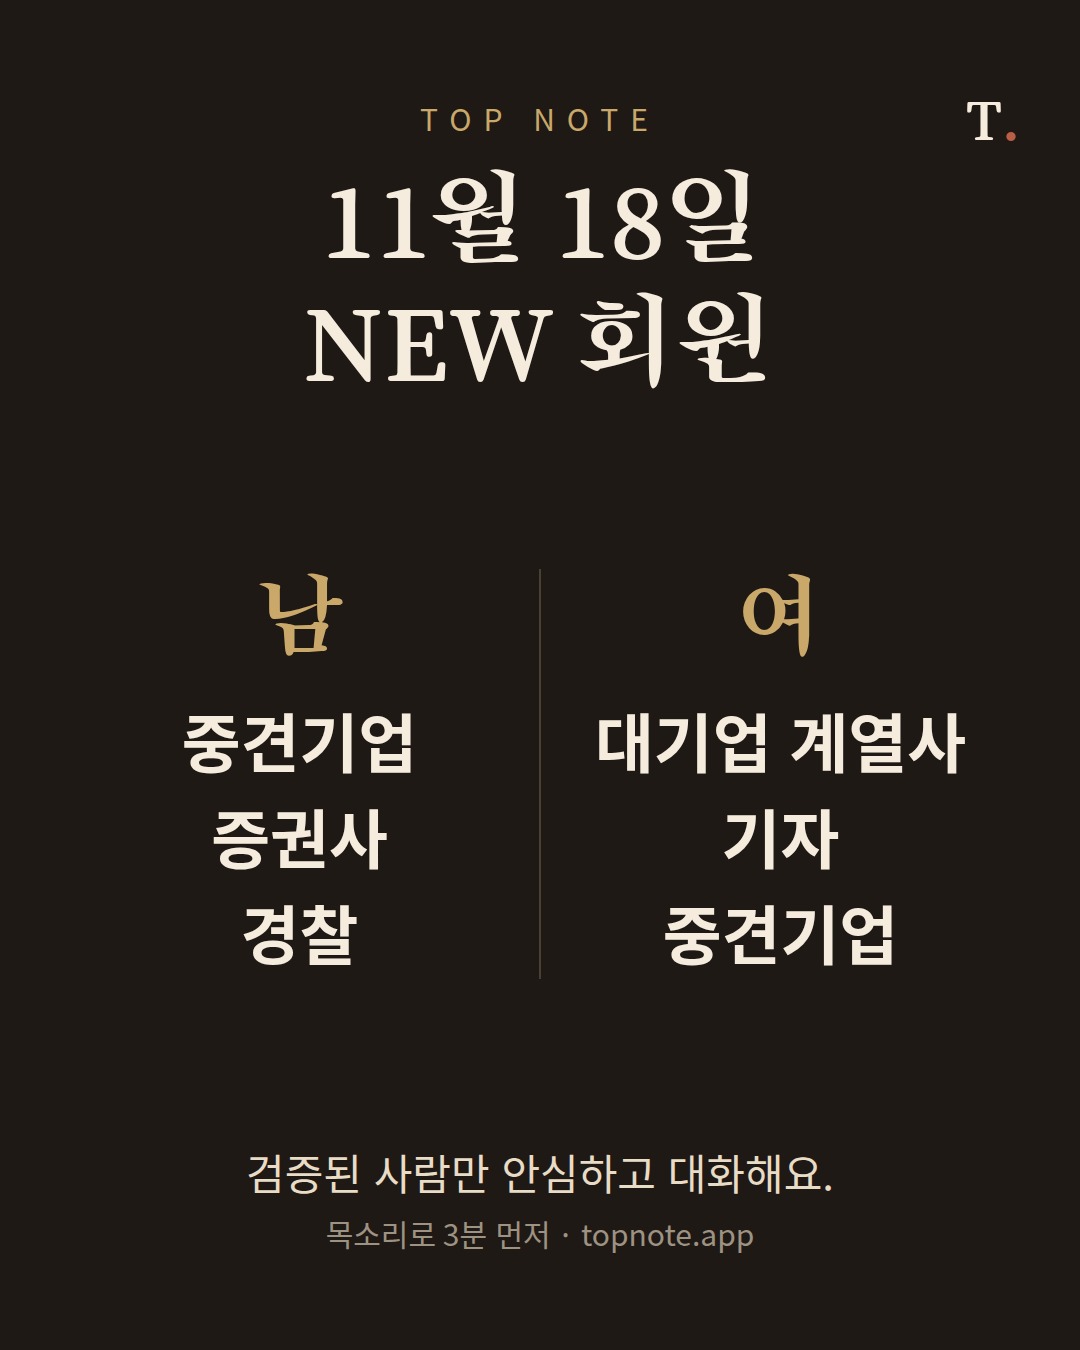 TOP NOTE
T.
11월 18일
NEW 회원
남
중견기업
증권사
경찰
여
대기업 계열사
기자
중견기업
검증된 사람만 안심하고 대화해요.
목소리로 3분 먼저 · topnote.app